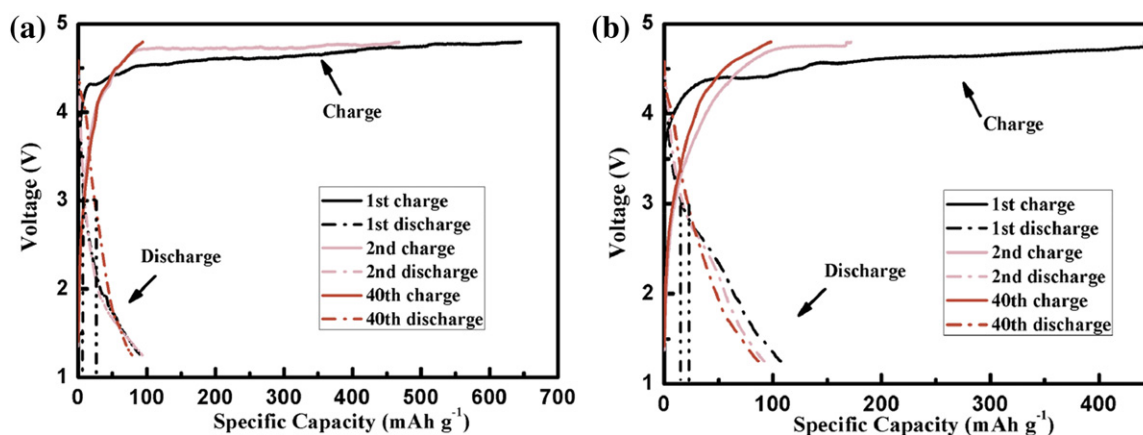 (a)
Voltage (V)
5
4
3
2
1
Charge
Discharge
1st charge
1st discharge
2nd charge
2nd discharge
40th charge
40th discharge
0 100 200 300 400 500 600 700
Specific Capacity (mAh g-1)
(b)
Voltage (V)
5
4
3
2
1
Charge
Discharge
1st charge
1st discharge
2nd charge
2nd discharge
40th charge
40th discharge
0 100 200 300 400
Specific Capacity (mAh g-1)